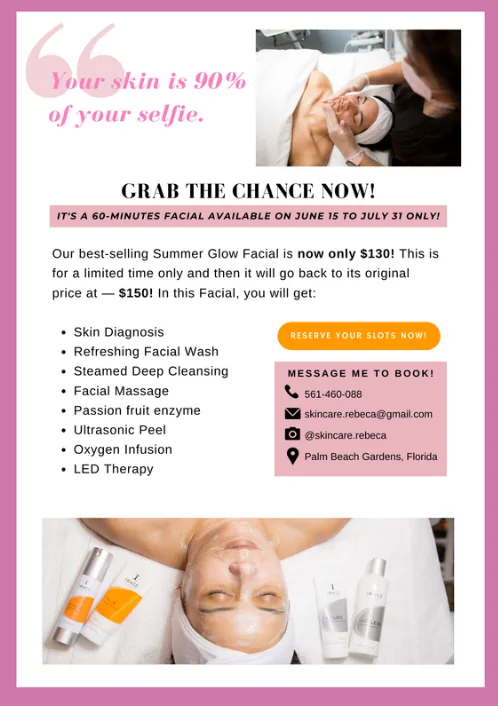 Your skin is 90%
of your selfie.
GRAB THE CHANCE NOW!
IT'S A 60-MINUTES FACIAL AVAILABLE ON JUNE 15 TO JULY 31 ONLY!
Our best-selling Summer Glow Facial is now only $130! This is
for a limited time only and then it will go back to its original
price at — $150! In this Facial, you will get:
Skin Diagnosis
Refreshing Facial Wash
Steamed Deep Cleansing
Facial Massage
Passion fruit enzyme
Ultrasonic Peel
Oxygen Infusion
LED Therapy
RESERVE YOUR SLOTS NOW!
MESSAGE ME TO BOOK!
561-460-088
skincare.rebeca@gmail.com
@skincare.rebeca
Palm Beach Gardens, Florida
IMAGE
IMAGE